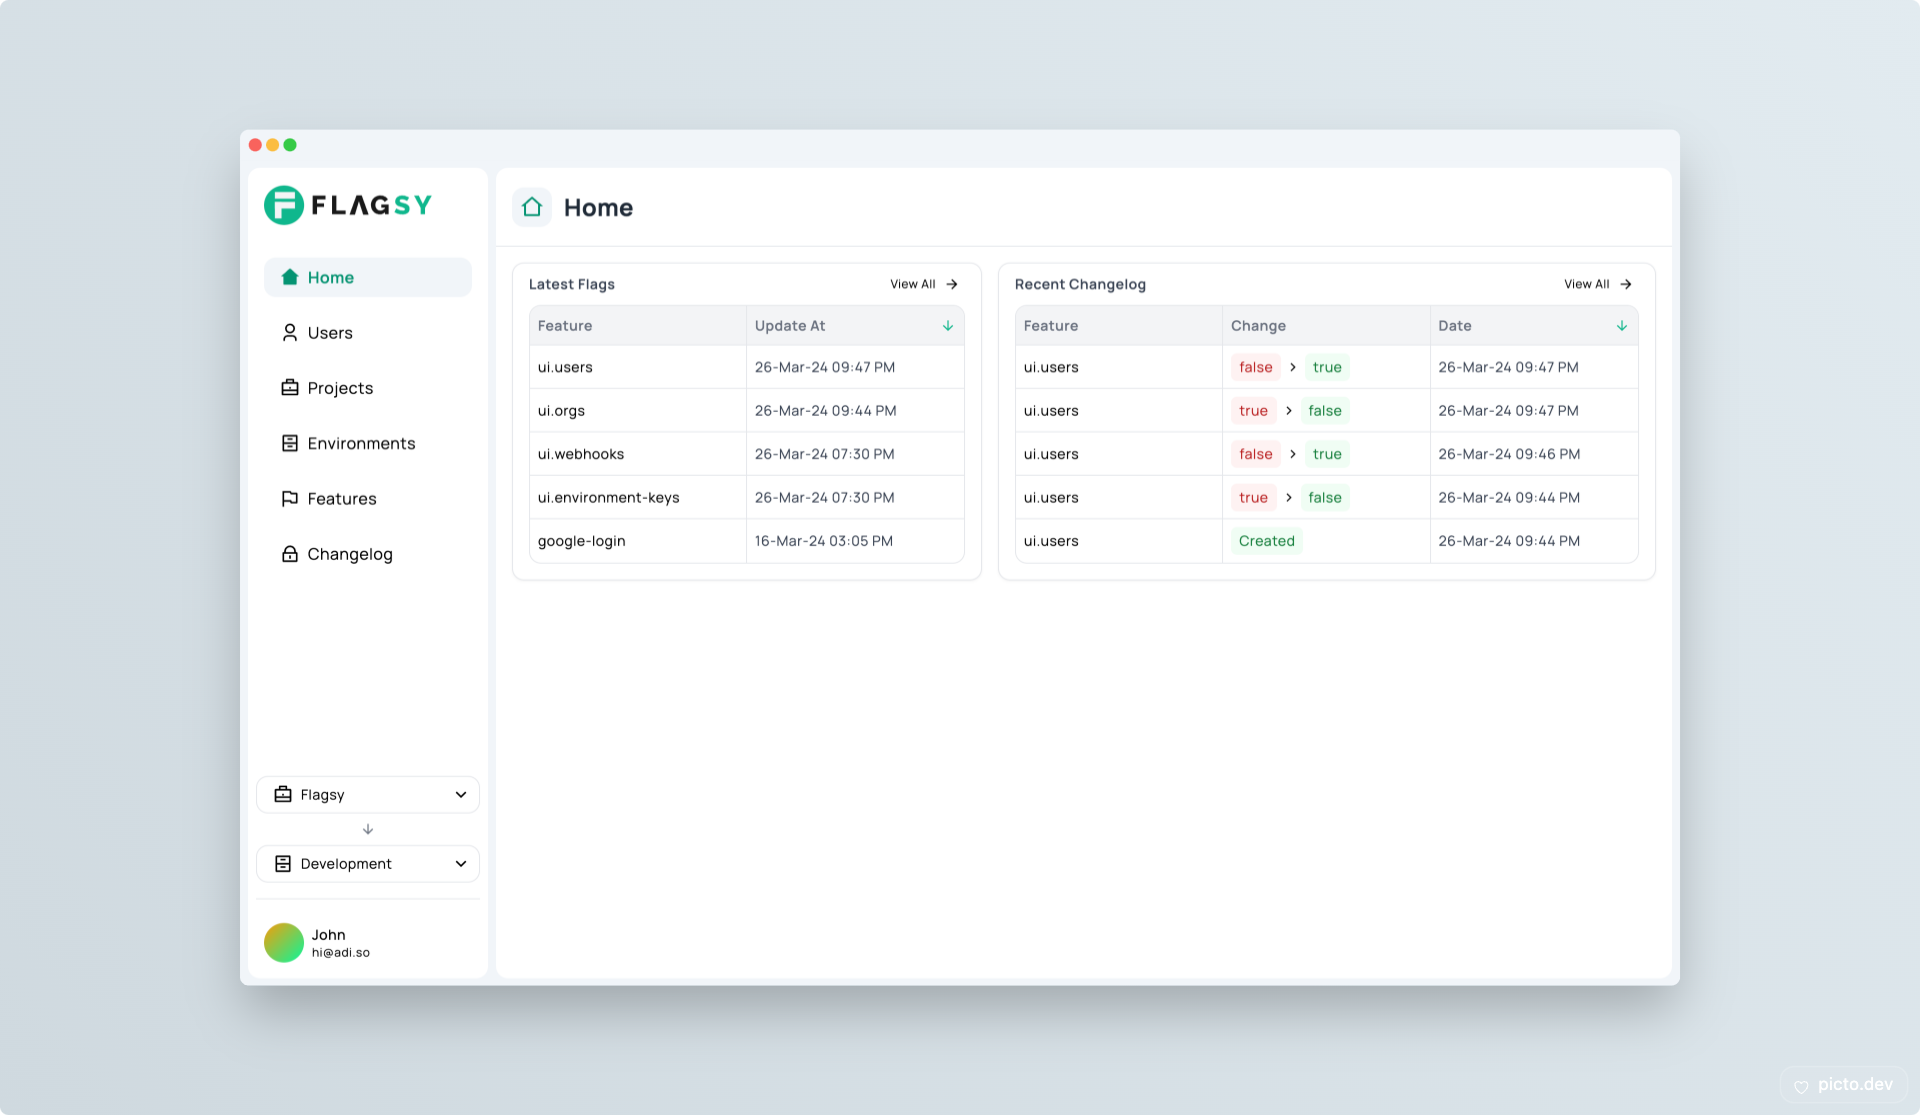 FLAGSY
Home
Users
Projects
Environments
Features
Changelog
Flagsy
Development
John
hi@adi.so
Home
Latest Flags
View All
Feature
Update At
ui.users
26-Mar-24 09:47 PM
ui.orgs
26-Mar-24 09:44 PM
ui.webhooks
26-Mar-24 07:30 PM
ui.environment-keys
26-Mar-24 07:30 PM
google-login
16-Mar-24 03:05 PM
Recent Changelog
View All
Feature
Change
Date
ui.users
false > true
26-Mar-24 09:47 PM
ui.users
true > false
26-Mar-24 09:47 PM
ui.users
false > true
26-Mar-24 09:46 PM
ui.users
true > false
26-Mar-24 09:44 PM
ui.users
Created
26-Mar-24 09:44 PM
picto.dev